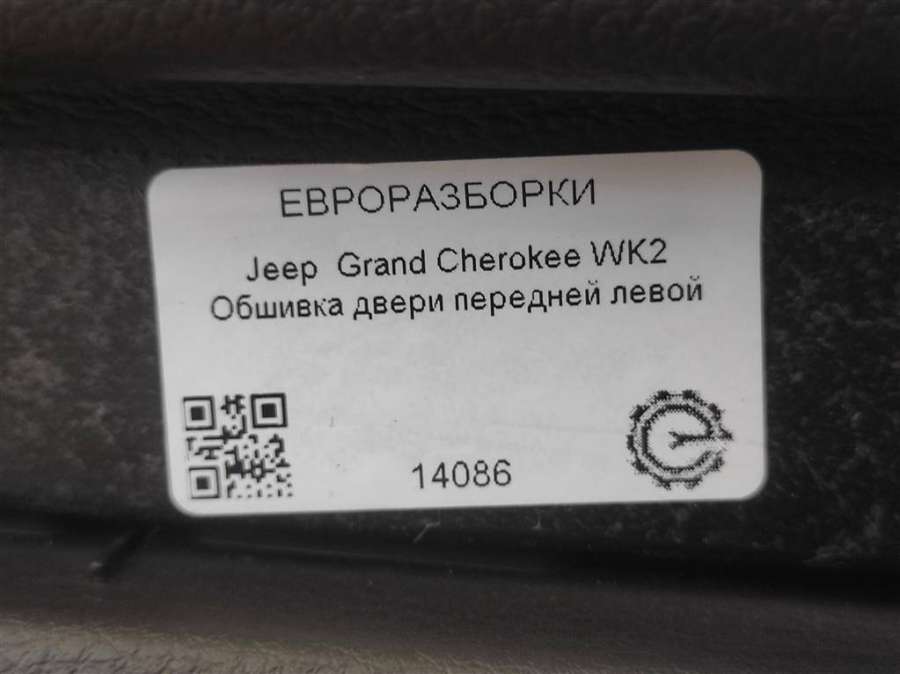 ЕВРОРАЗБОРКИ
Jeep Grand Cherokee WK2
Обшивка двери передней левой
14086